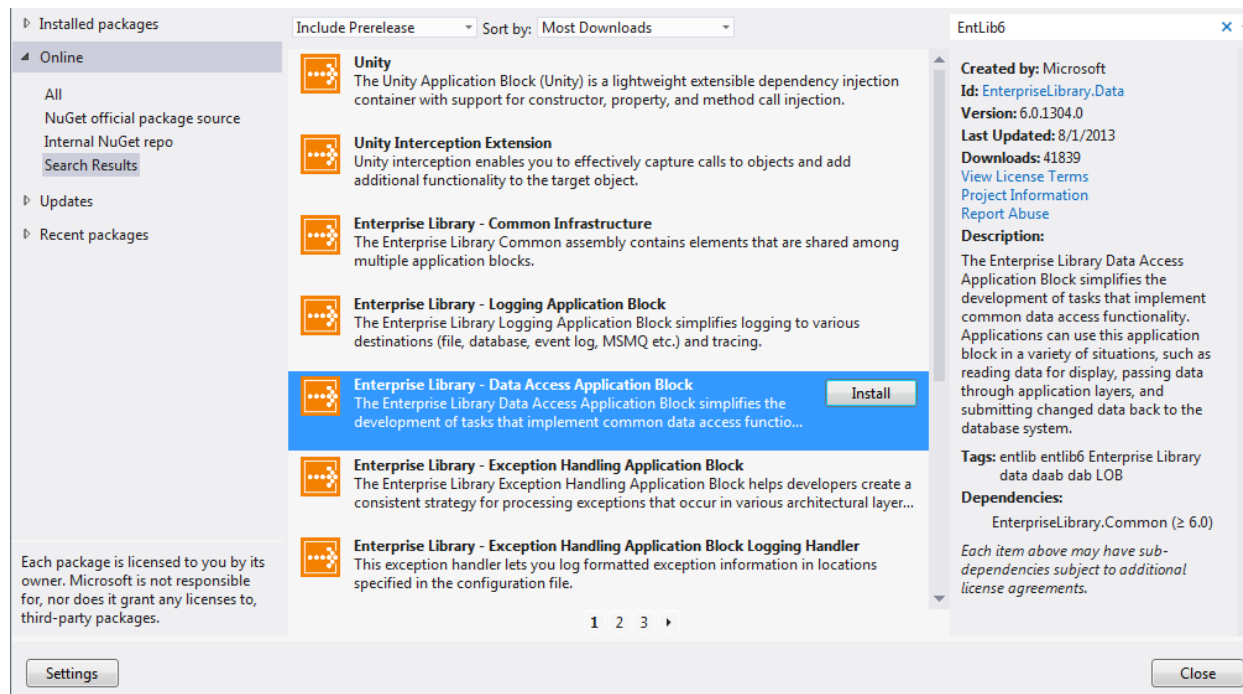 Installed packages
Online
All
NuGet official package source
Internal NuGet repo
Search Results
Updates
Recent packages
Each package is licensed to you by its
owner. Microsoft is not responsible
for, nor does it grant any licenses to,
third-party packages.
Settings
Include Prerelease
Sort by:
Most Downloads
Unity
The Unity Application Block (Unity) is a lightweight extensible dependency injection
container with support for constructor, property, and method call injection.
Unity Interception Extension
Unity interception enables you to effectively capture calls to objects and add
additional functionality to the target object.
Enterprise Library - Common Infrastructure
The Enterprise Library Common assembly contains elements that are shared among
multiple application blocks.
Enterprise Library - Logging Application Block
The Enterprise Library Logging Application Block simplifies logging to various
destinations (file, database, event log, MSMQ etc.) and tracing.
Enterprise Library - Data Access Application Block
The Enterprise Library Data Access Application Block simplifies the
development of tasks that implement common data access functio...
Install
Enterprise Library - Exception Handling Application Block
The Enterprise Library Exception Handling Application Block helps developers create a
consistent strategy for processing exceptions that occur in various architectural layer...
Enterprise Library - Exception Handling Application Block Logging Handler
This exception handler lets you log formatted exception information in locations
specified in the configuration file.
1 2 3
EntLib6
Created by: Microsoft
Id: EnterpriseLibrary.Data
Version: 6.0.1304.0
Last Updated: 8/1/2013
Downloads: 41839
View License Terms
Project Information
Report Abuse
Description:
The Enterprise Library Data Access
Application Block simplifies the
development of tasks that implement
common data access functionality.
Applications can use this application
block in a variety of situations, such as
reading data for display, passing data
through application layers, and
submitting changed data back to the
database system.
Tags: entlib entlib6 Enterprise Library
data daab dab LOB
Dependencies:
EnterpriseLibrary.Common (≥ 6.0)
Each item above may have sub-
dependencies subject to additional
license agreements.
Close